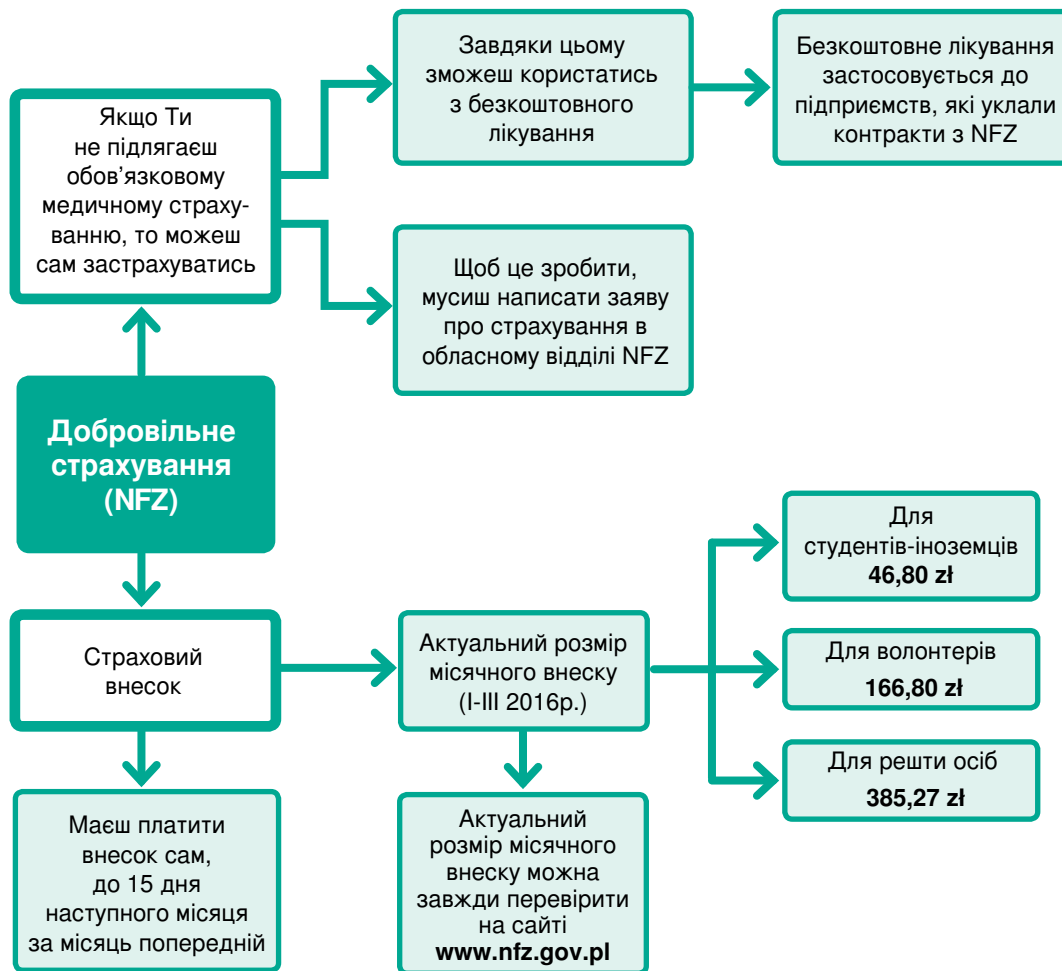 Якщо Ти
не підлягаєш
обов’язковому
медичному страху-
ванню, то можеш
сам застрахуватись
Завдяки цьому
зможеш користатись
з безкоштовного
лікування
Безкоштовне лікування
застосовується до
підприємств, які уклали
контракти з NFZ
Щоб це зробити,
мусиш написати заяву
про страхування в
обласному відділі NFZ
Добровільне
страхування
(NFZ)
Страховий
внесок
Актуальний розмір
місячного внеску
(I-III 2016р.)
Для
студентів-іноземців
46,80 zł
Для волонтерів
166,80 zł
Для решти осіб
385,27 zł
Маєш платити
внесок сам,
до 15 дня
наступного місяця
за місяць попередній
Актуальний
розмір місячного
внеску можна
завжди перевірити
на сайті
www.nfz.gov.pl